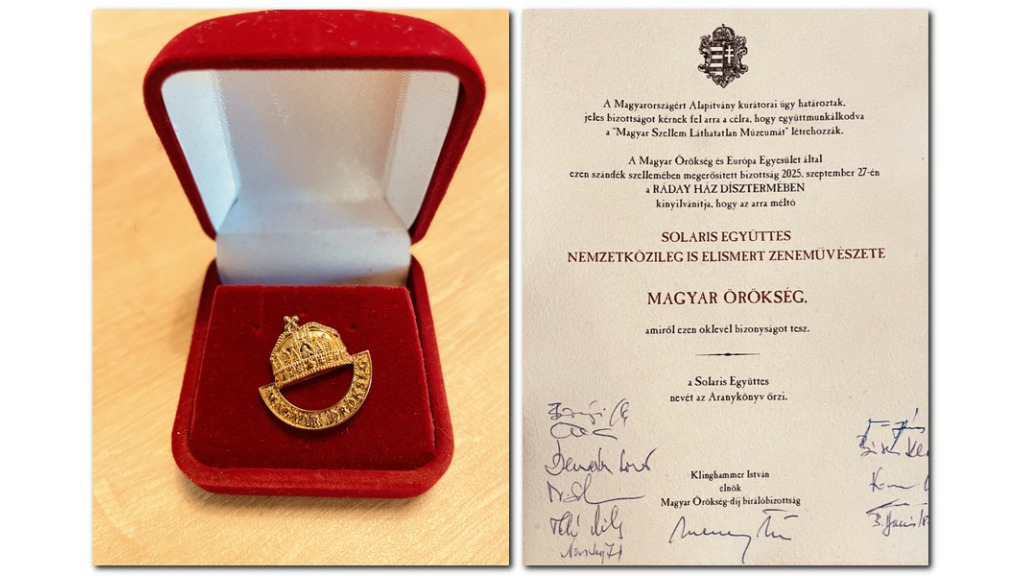 MAGYAR ÖRÖKSÉG
A Magyarországért Alapítvány kurátorai úgy határoztak,
jeles bizottságot kérnek fel arra a célra, hogy együttmunkálkodva
a "Magyar Szellem Láthatatlan Múzeumát" létrehozzák.
A Magyar Örökség és Európa Egyesület által
ezen szándék szellemében megerősített bizottság 2025. szeptember 27-én
a RÁDAY HÁZ DÍSZTERMÉBEN
kinyilvánítja, hogy az arra méltó
SOLARIS EGYÜTTES
NEMZETKÖZILEG IS ELISMERT ZENEMŰVÉSZETE
MAGYAR ÖRÖKSÉG,
amiről ezen oklevél bizonyságot tesz.
a Solaris Együttes
nevét az Aranykönyv őrzi.
Klinghammer István
elnök
Magyar Örökség-díj bírálóbizottság